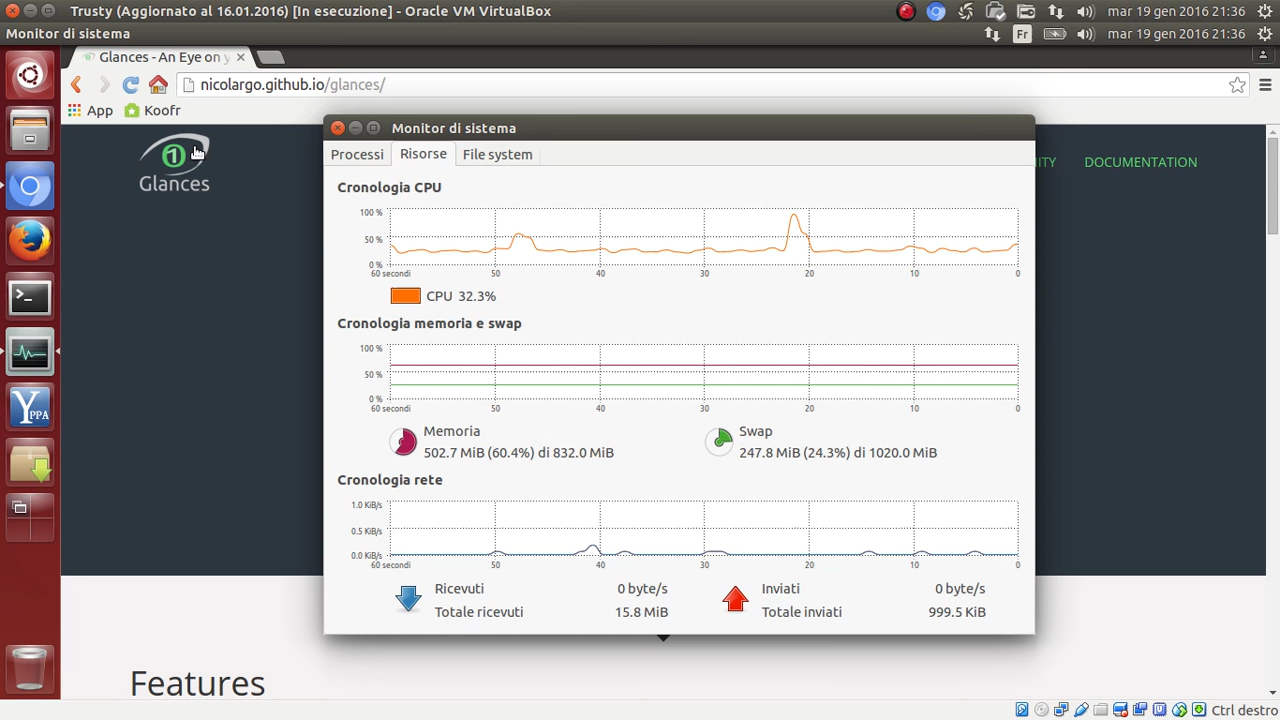 Trusty (Aggiornato al 16.01.2016) [In esecuzione] - Oracle VM VirtualBox
mar 19 gen 2016 21:36
Monitor di sistema
Fr
mar 19 gen 2016 21:36
Glances - An Eye on y
nicolargo.github.io/glances/
App
Koofr
Glances
DOCUMENTATION
Monitor di sistema
Processi
Risorse
File system
Cronologia CPU
100 %
50 %
0 %
60 secondi
50
40
30
20
10
0
CPU 32.3%
Cronologia memoria e swap
100 %
50 %
0 %
60 secondi
50
40
30
20
10
0
Memoria
502.7 MiB (60.4%) di 832.0 MiB
Swap
247.8 MiB (24.3%) di 1020.0 MiB
Cronologia rete
1.0 KiB/s
0.5 KiB/s
0.0 KiB/s
60 secondi
50
40
30
20
10
0
Ricevuti 0 byte/s
Totale ricevuti 15.8 MiB
Inviati 0 byte/s
Totale inviati 999.5 KiB
Y PPA
Features
Ctrl destro